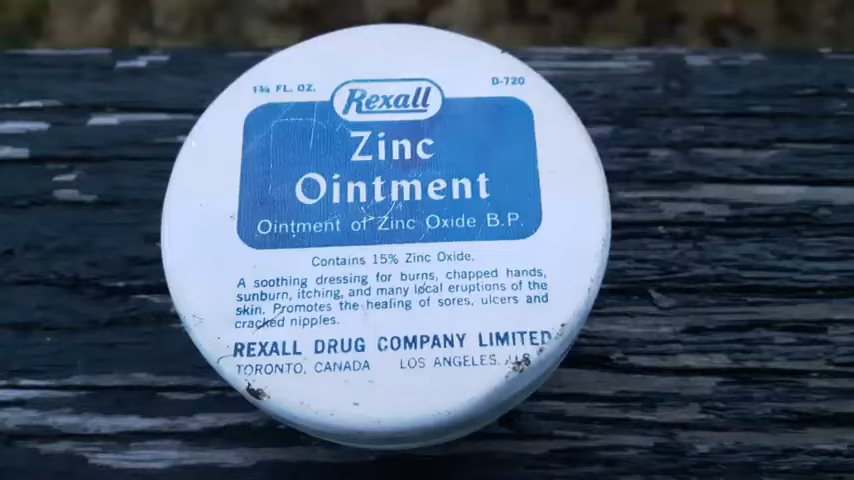 1¾ FL. OZ. Rexall D-720
Zinc
Ointment
Ointment of Zinc Oxide B.P.
Contains 15% Zinc Oxide.
A soothing dressing for burns, chapped hands,
sunburn, itching, and many local eruptions of the
skin. Promotes the healing of sores, ulcers and
cracked nipples.
REXALL DRUG COMPANY LIMITED
TORONTO, CANADA LOS ANGELES,